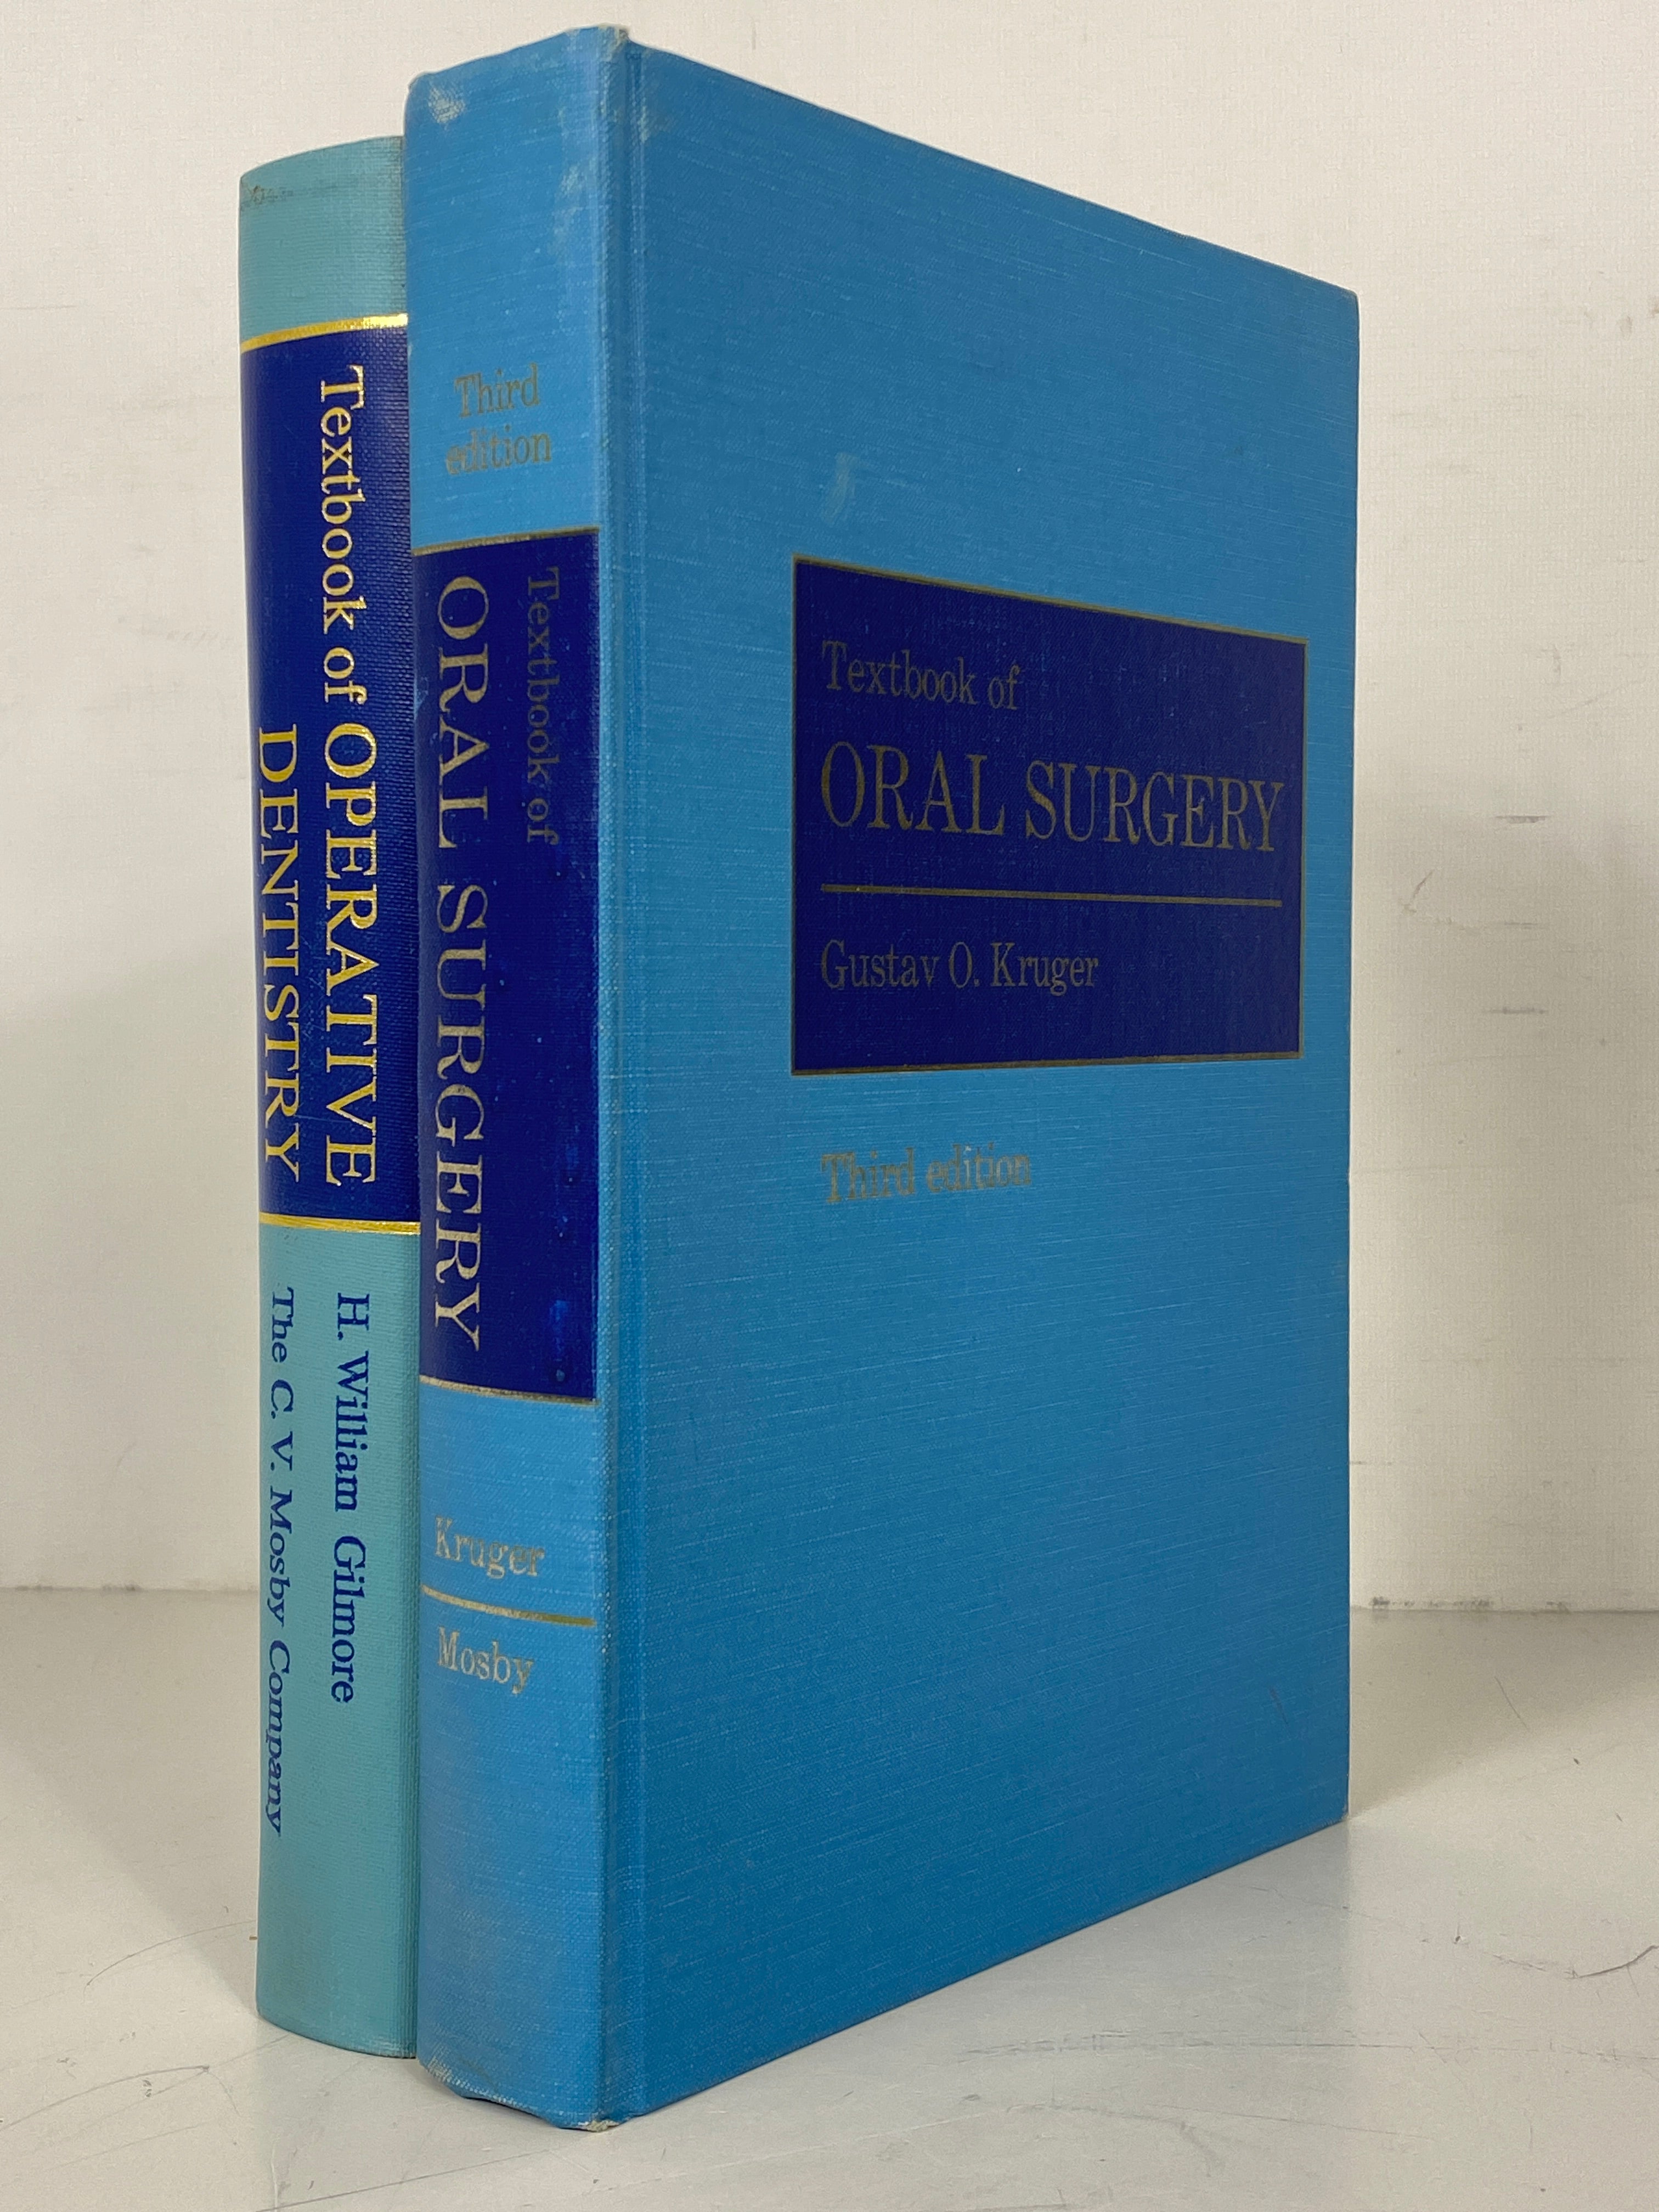 Textbook of OPERATIVE
DENTISTRY
H. William Gilmore
The C. V. Mosby Company
Third
edition
Textbook of
ORAL SURGERY
Kruger
Mosby
Textbook of
ORAL SURGERY
Gustav O. Kruger
Third edition